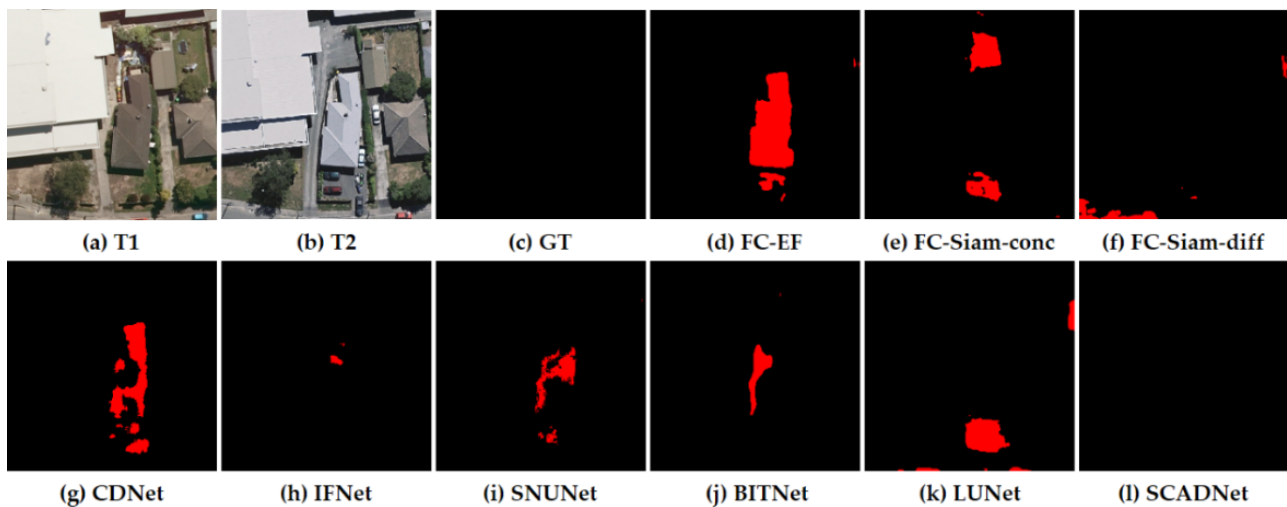 (a) T1 (b) T2 (c) GT (d) FC-EF (e) FC-Siam-conc (f) FC-Siam-diff
(g) CDNet (h) IFNet (i) SNUNet (j) BITNet (k) LUNet (l) SCADNet